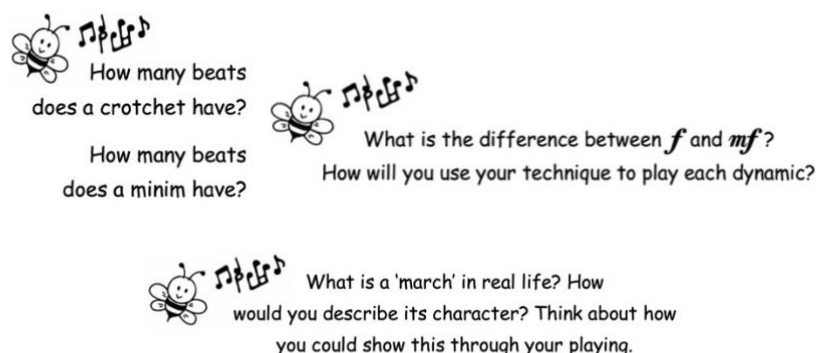 How many beats
does a crotchet have?
How many beats
does a minim have?
What is the difference between f and mf?
How will you use your technique to play each dynamic?
What is a 'march' in real life? How
would you describe its character? Think about how
you could show this through your playing.